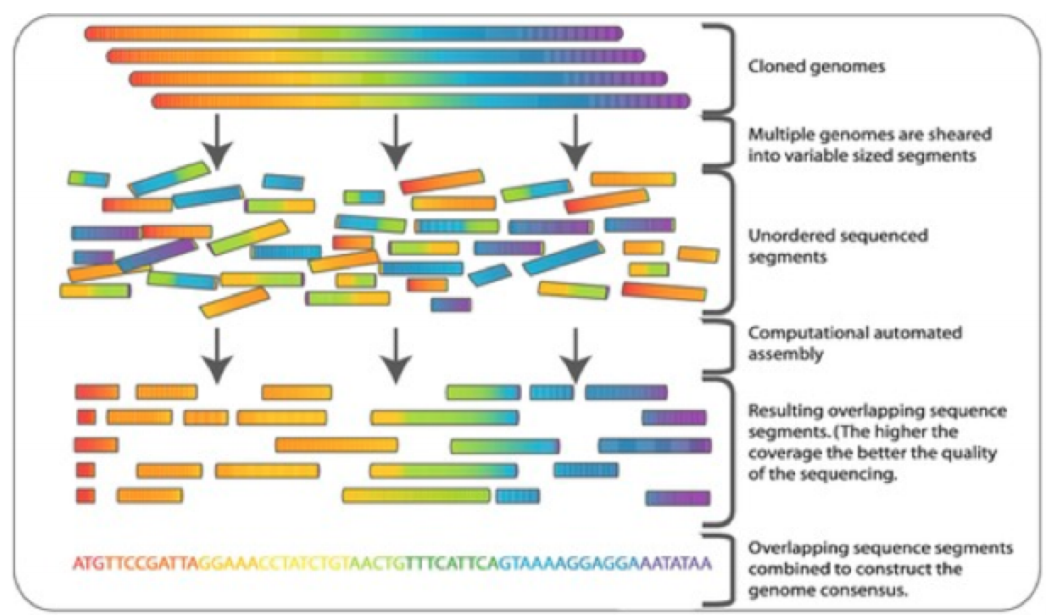 Cloned genomes
Multiple genomes are sheared
into variable sized segments
Unordered sequenced
segments
Computational automated
assembly
Resulting overlapping sequence
segments. (The higher the
coverage the better the quality
of the sequencing.
ATGTTCCGATTAGGAAACCTATCTGTAACTGTTTCATTCAGTAAAAGGAGGAAATATAA
Overlapping sequence segments
combined to construct the
genome consensus.